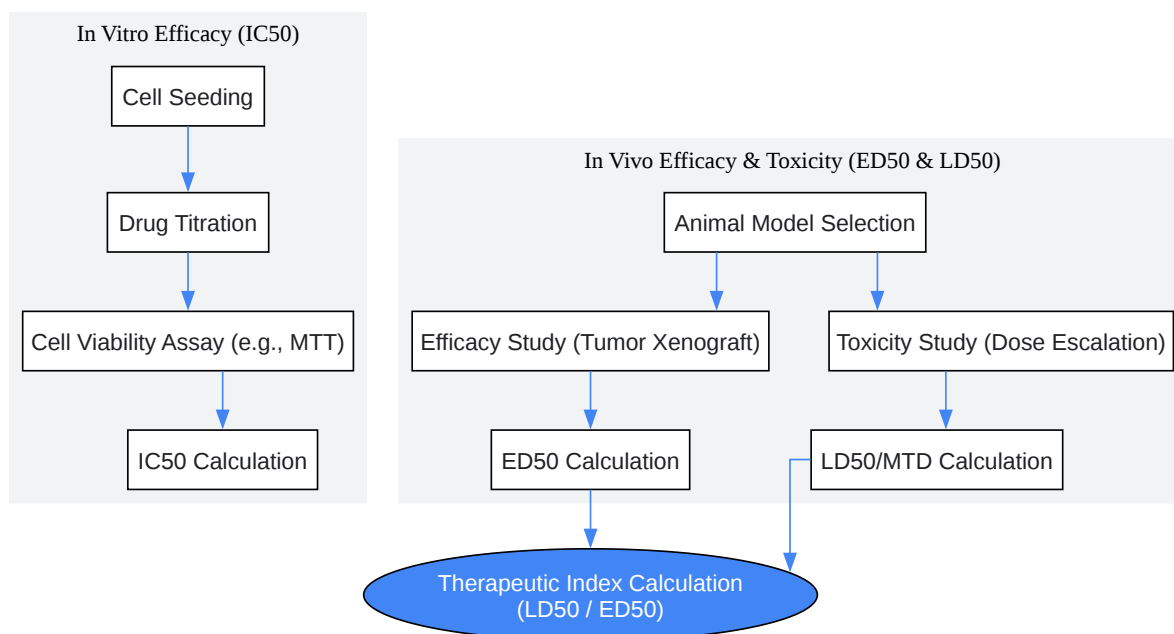 In Vitro Efficacy (IC50)
Cell Seeding
Drug Titration
Cell Viability Assay (e.g., MTT)
IC50 Calculation
In Vivo Efficacy & Toxicity (ED50 & LD50)
Animal Model Selection
Efficacy Study (Tumor Xenograft)
Toxicity Study (Dose Escalation)
ED50 Calculation
LD50/MTD Calculation
Therapeutic Index Calculation
(LD50 / ED50)